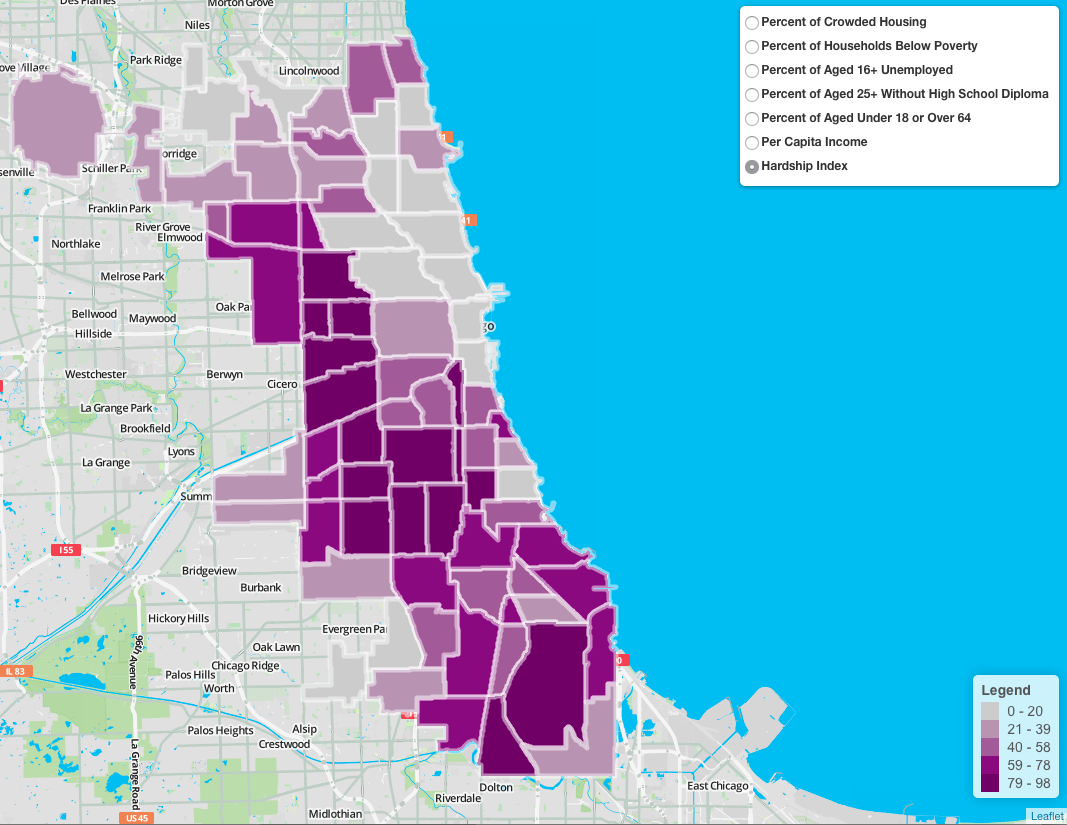 Des Plaines
Morton Grove
Niles
Park Ridge
Lincolnwood
ove Village
orridge
Schiller Park
senville
Franklin Park
River Grove
Elmwood
Northlake
Melrose Park
Oak Pa
Bellwood
Maywood
Hillside
go
41
Westchester
Berwyn
Cicero
La Grange Park
Brookfield
Lyons
La Grange
Summ
I 55
Bridgeview
Burbank
Hickory Hills
Evergreen Pa
96th Avenue
Oak Lawn
Chicago Ridge
IL 83
Palos Hills
Worth
Palos Heights
Alsip
Crestwood
La Grange Road
Dolton
Riverdale
East Chicago
Midlothian
US 45
Percent of Crowded Housing
Percent of Households Below Poverty
Percent of Aged 16+ Unemployed
Percent of Aged 25+ Without High School Diploma
Percent of Aged Under 18 or Over 64
Per Capita Income
Hardship Index
Legend
0 - 20
21 - 39
40 - 58
59 - 78
79 - 98
Leaflet